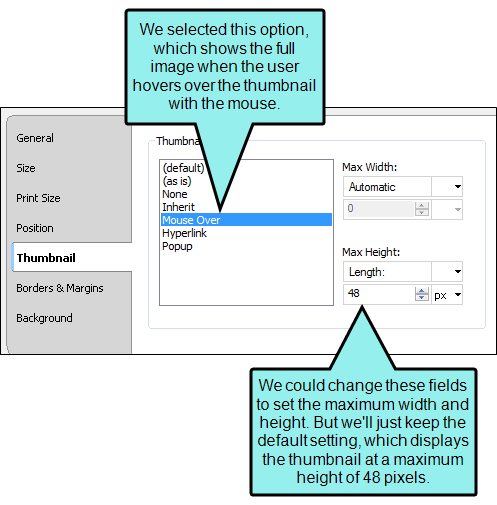 We selected this option,
which shows the full
image when the user
hovers over the thumbnail
with the mouse.
General
Size
Print Size
Position
Thumbnail
Borders & Margins
Background
(default)
(as is)
None
Inherit
Mouse Over
Hyperlink
Popup
Max Width:
Automatic
0
Max Height:
Length:
48 px
We could change these fields
to set the maximum width and
height. But we'll just keep the
default setting, which displays
the thumbnail at a maximum
height of 48 pixels.